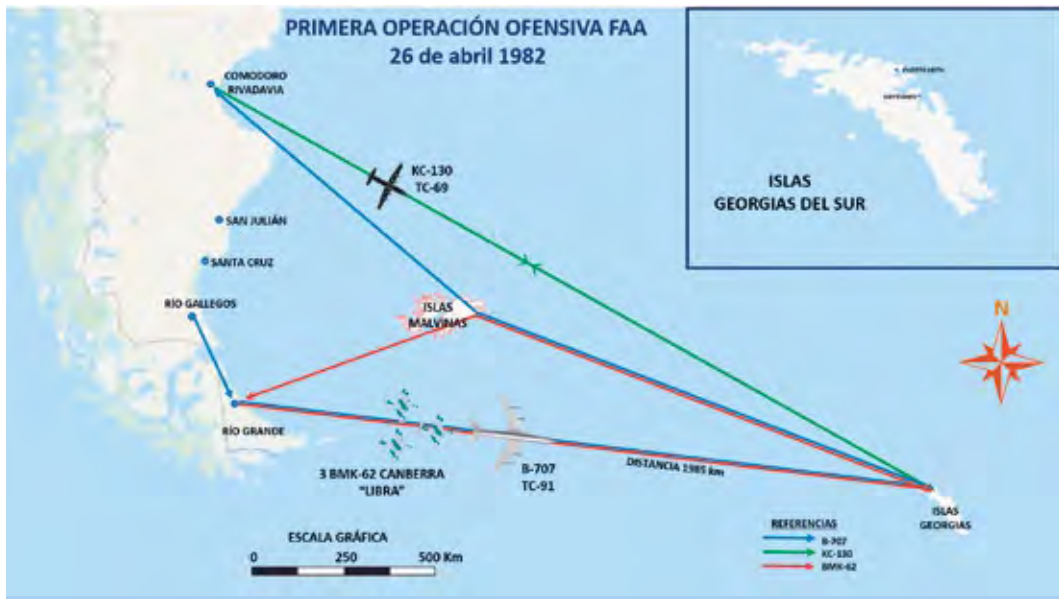 PRIMERA OPERACIÓN OFENSIVA FAA
26 de abril 1982
COMODORO
RIVADAVIA
KC-130
TC-69
ISLAS
GEORGIAS DEL SUR
SAN JULIÁN
SANTA CRUZ
RÍO GALLEGOS
ISLAS
MALVINAS
N
RÍO GRANDE
3 BMK-62 CANBERRA
"LIBRA"
B-707
TC-91
DISTANCIA 1985 km
ISLAS
GEORGIAS
ESCALA GRÁFICA
0 250 500 Km
REFERENCIAS
B-707
KC-130
BMK-62